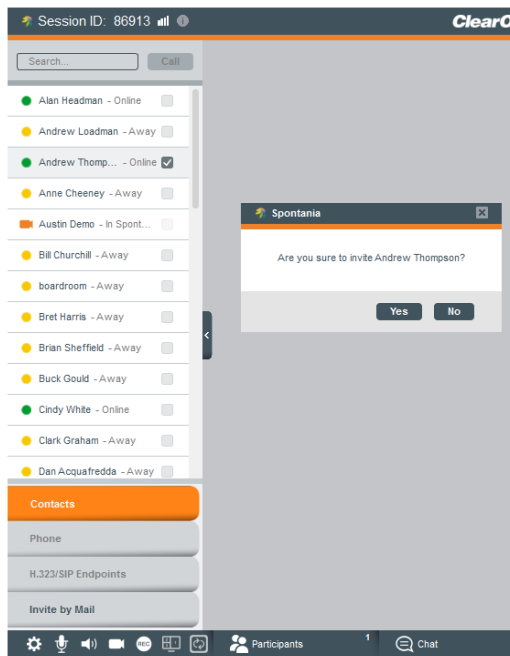 Session ID: 86913
ClearO
Search...
Call
Alan Headman - Online
Andrew Loadman - Away
Andrew Thomp... - Online
Anne Cheeney - Away
Austin Demo - In Spont...
Bill Churchill - Away
boardroom - Away
Bret Harris - Away
Brian Sheffield - Away
Buck Gould - Away
Cindy White - Online
Clark Graham - Away
Dan Acquafredda - Away
Spontania
Are you sure to invite Andrew Thompson?
Yes
No
Contacts
Phone
H.323/SIP Endpoints
Invite by Mail
REC
Participants
1
Chat